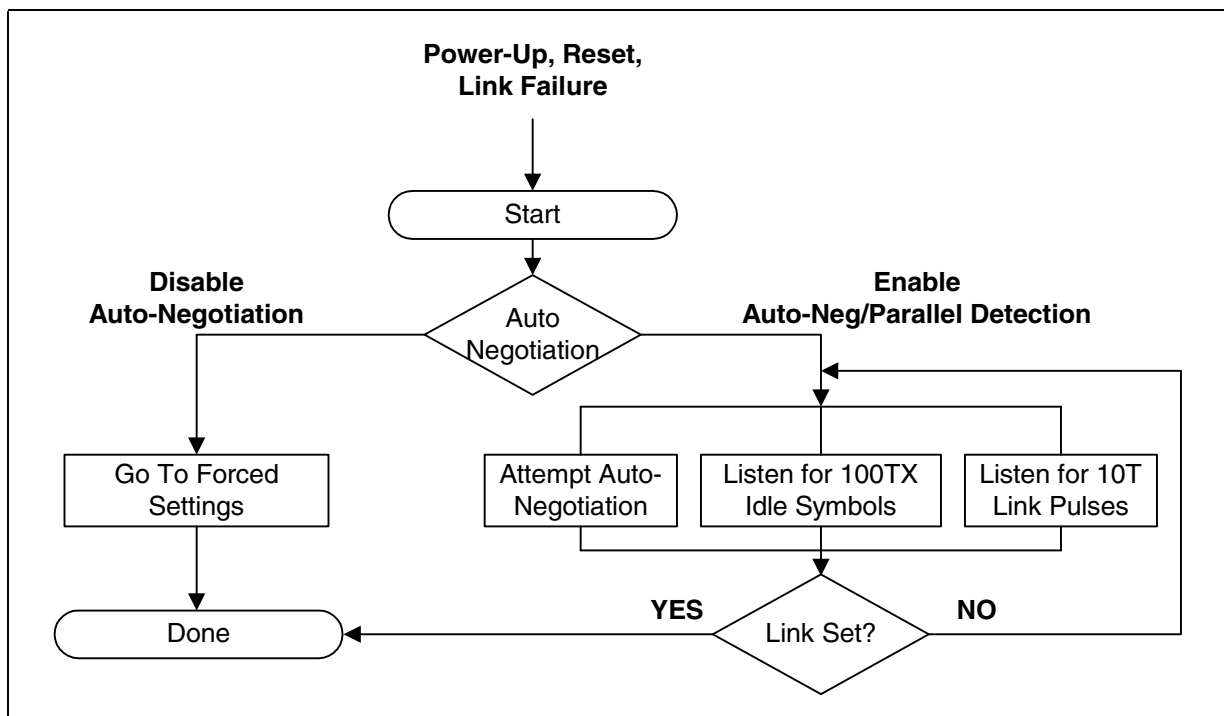 Power-Up, Reset,
Link Failure
Start
Disable
Auto-Negotiation
Enable
Auto-Neg/Parallel Detection
Auto
Negotiation
Go To Forced
Settings
Attempt Auto-
Negotiation
Listen for 100TX
Idle Symbols
Listen for 10T
Link Pulses
YES
NO
Done
Link Set?